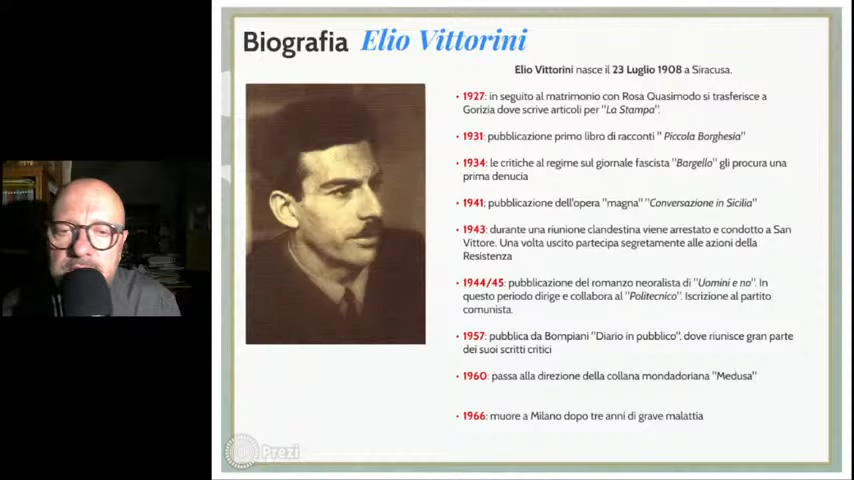 Biografia Elio Vittorini
Elio Vittorini nasce il 23 Luglio 1908 a Siracusa.
• 1927: in seguito al matrimonio con Rosa Quasimodo si trasferisce a
Gorizia dove scrive articoli per "La Stampa".
• 1931: pubblicazione primo libro di racconti " Piccola Borghesia"
• 1934: le critiche al regime sul giornale fascista "Bargello" gli procura una
prima denucia
• 1941: pubblicazione dell'opera "magna" "Conversazione in Sicilia"
• 1943: durante una riunione clandestina viene arrestato e condotto a San
Vittore. Una volta uscito partecipa segretamente alle azioni della
Resistenza
• 1944/45: pubblicazione del romanzo neoralista di "Uomini e no". In
questo periodo dirige e collabora al "Politecnico". Iscrizione al partito
comunista.
• 1957: pubblica da Bompiani "Diario in pubblico", dove riunisce gran parte
dei suoi scritti critici
• 1960: passa alla direzione della collana mondadoriana "Medusa"
• 1966: muore a Milano dopo tre anni di grave malattia
Prezi